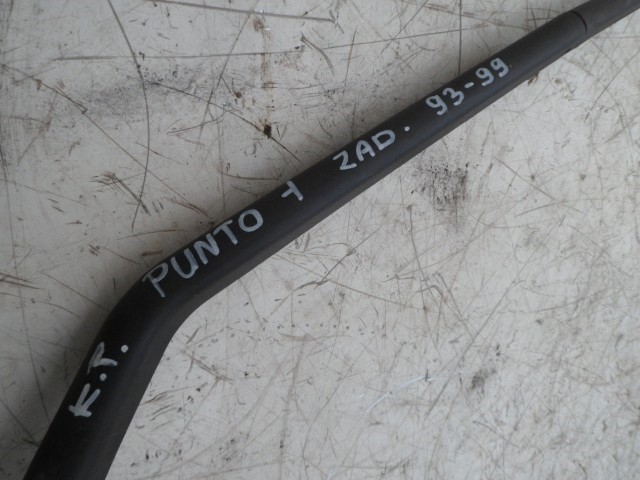 K.P. PUNTO 1 ZAD. 93-99